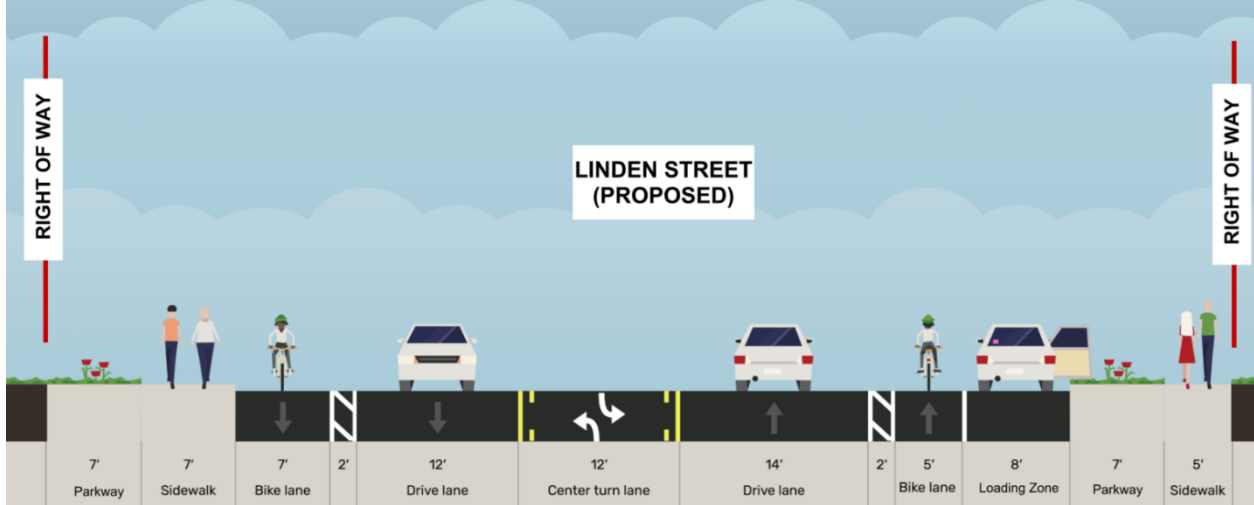 RIGHT OF WAY
LINDEN STREET
(PROPOSED)
RIGHT OF WAY
7' 7' 7' 2' 12' 12' 14' 2' 5' 8' 7' 5'
Parkway Sidewalk Bike lane Drive lane Center turn lane Drive lane Bike lane Loading Zone Parkway Sidewalk